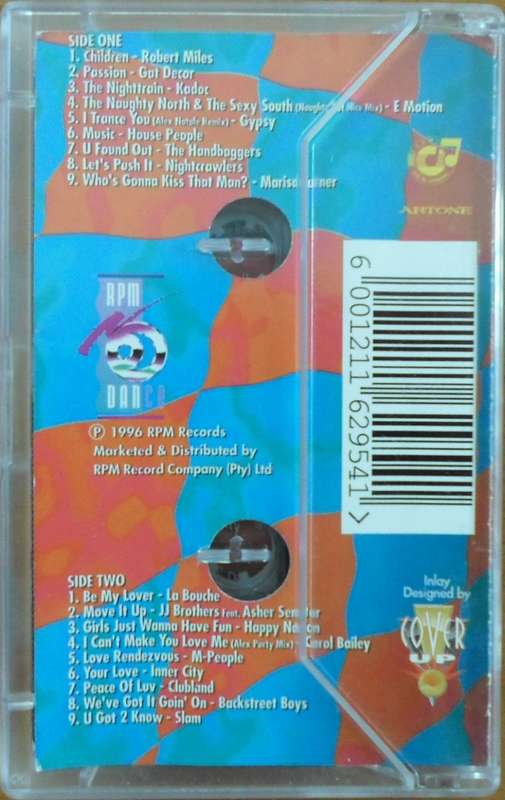 SIDE ONE
1. Children - Robert Miles
2. Passion - Gat Decor
3. The Nighttrain - Kadoc
4. The Naughty North & The Sexy South (Naughty But Nice Mix) - E Motion
5. I Trance You (Alex Natale Remix) - Gypsy
6. Music - House People
7. U Found Out - The Handbaggers
8. Let's Push It - Nightcrawlers
9. Who's Gonna Kiss That Man? - Marisa Turner
ARTONE
6 001211 629541 >
RPM
No
DANCE
℗ 1996 RPM Records
Marketed & Distributed by
RPM Record Company (Pty) Ltd
SIDE TWO
1. Be My Lover - La Bouche
2. Move It Up - JJ Brothers Feat. Asher Senator
3. Girls Just Wanna Have Fun - Happy Nation
4. I Can't Make You Love Me (Alex Party Mix) - Carol Bailey
5. Love Rendezvous - M-People
6. Your Love - Inner City
7. Peace Of Luv - Clubland
8. We've Got It Goin' On - Backstreet Boys
9. U Got 2 Know - Slam
Inlay
Designed by
COVER
UP